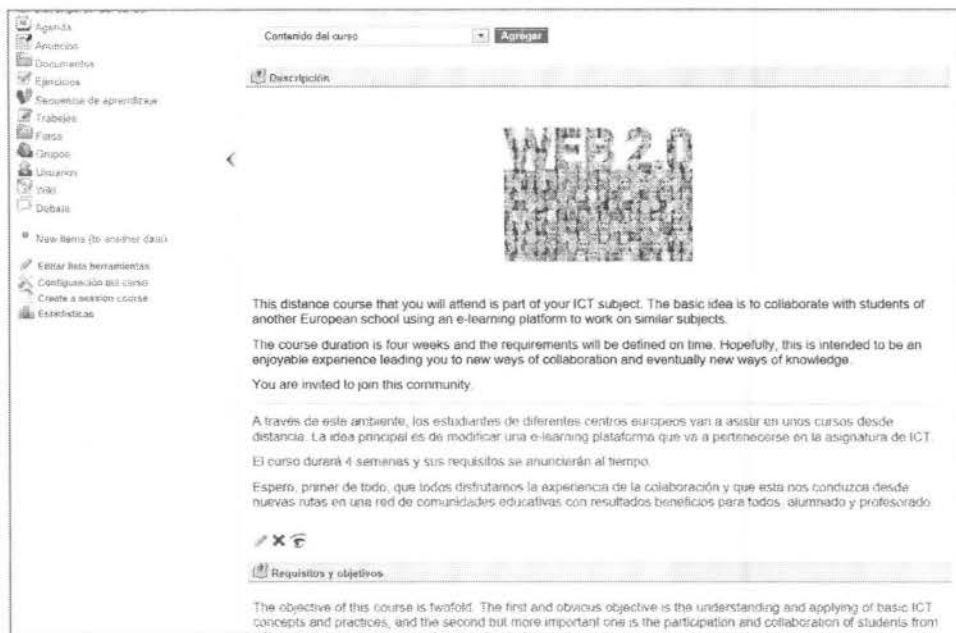 Agenda
Anuncios
Documentos
Ejercicios
Secuencia de aprendizaje
Trabajos
Foros
Grupos
Usuarios
Wiki
Debate
New items (to another date)
Editar lista herramientas
Configuración del curso
Create a session course
Estadísticas
Contenido del curso
Agregar
Descripción
WEB 2.0
This distance course that you will attend is part of your ICT subject. The basic idea is to collaborate with students of
another European school using an e-learning platform to work on similar subjects.
The course duration is four weeks and the requirements will be defined on time. Hopefully, this is intended to be an
enjoyable experience leading you to new ways of collaboration and eventually new ways of knowledge.
You are invited to join this community.
A través de este ambiente, los estudiantes de diferentes centros europeos van a asistir en unos cursos desde
distancia. La idea principal es de modificar una e-learning plataforma que va a pertenecerse en la asignatura de ICT.
El curso durará 4 semanas y sus requisitos se anunciarán al tiempo.
Espero, primer de todo, que todos disfrutamos la experiencia de la colaboración y que esta nos conduzca desde
nuevas rutas en una red de comunidades educativas con resultados beneficios para todos, alumnado y profesorado
Requisitos y objetivos
The objective of this course is twofold. The first and obvious objective is the understanding and applying of basic ICT
concepts and practices, and the second but more important one is the participation and collaboration of students from